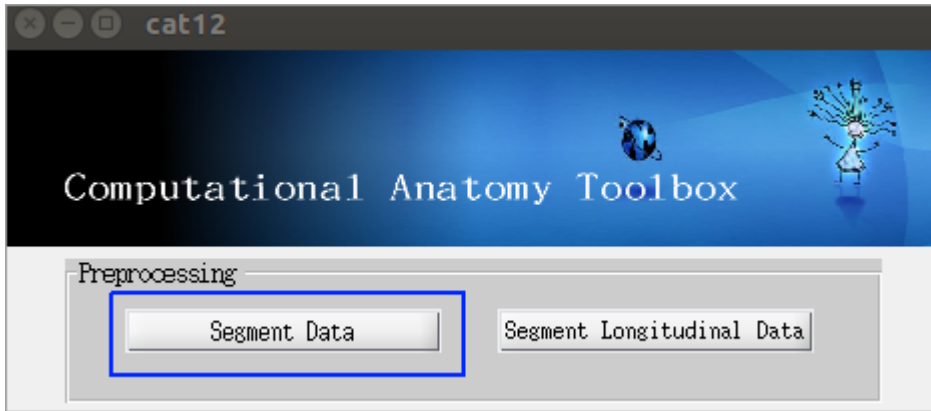 cat12
Computational Anatomy Toolbox
Preprocessing
Segment Data
Segment Longitudinal Data